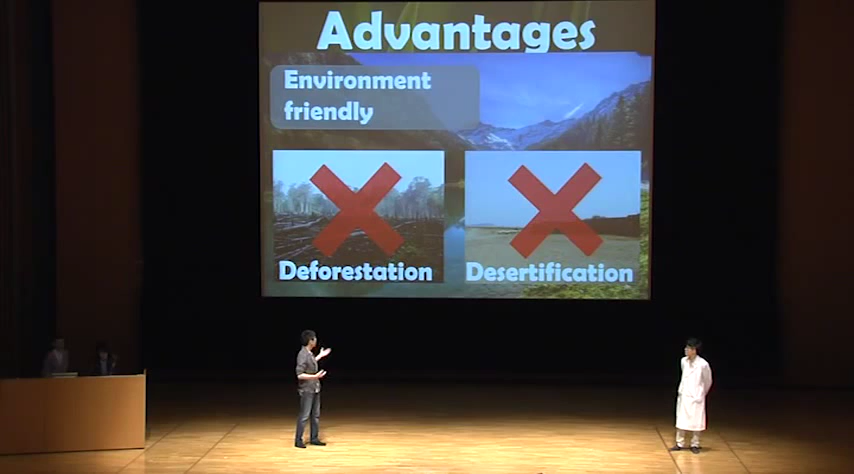 Advantages
Environment
friendly
Deforestation
Desertification